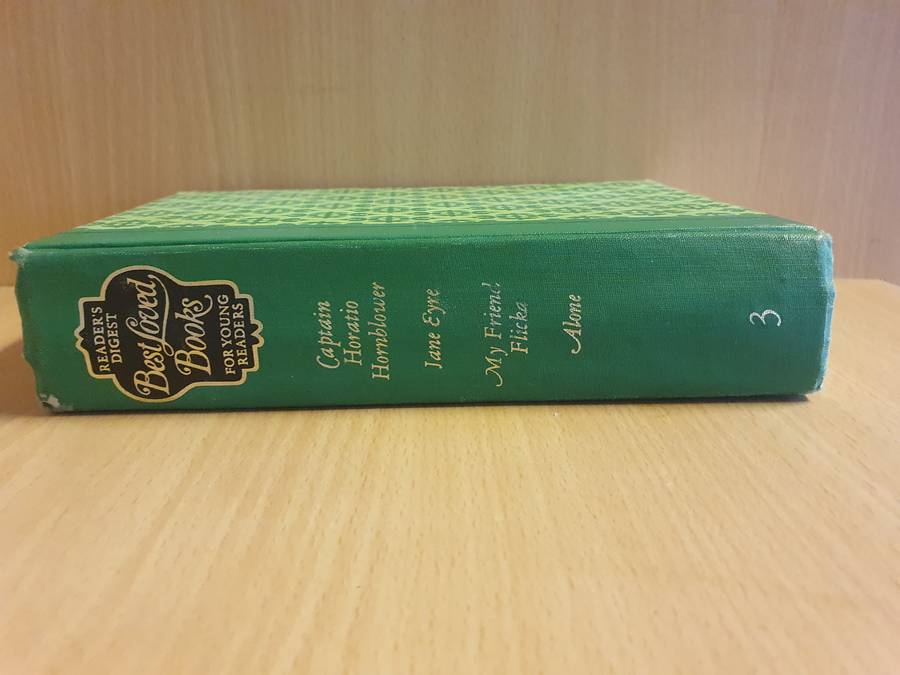 READER'S
DIGEST
Best Loved
Books
FOR YOUNG
READERS
Captain
Horatio
Hornblower
Jane Eyre
My Friend
Flicka
Alone
3